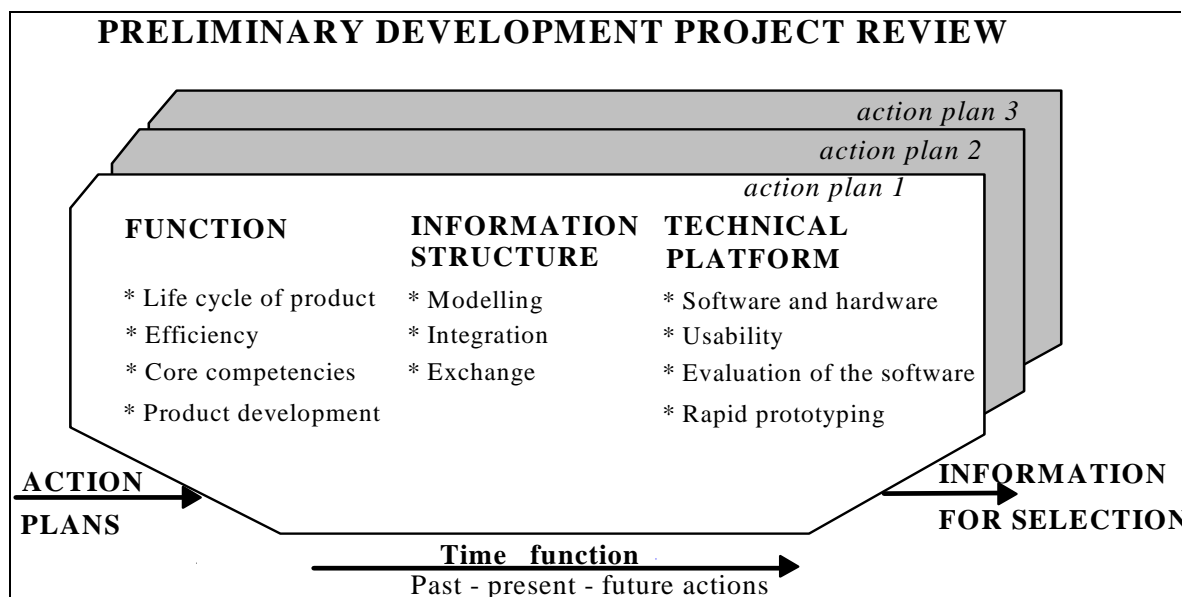 PRELIMINARY DEVELOPMENT PROJECT REVIEW
action plan 3
action plan 2
action plan 1
FUNCTION
* Life cycle of product
* Efficiency
* Core competencies
* Product development
INFORMATION
STRUCTURE
* Modelling
* Integration
* Exchange
TECHNICAL
PLATFORM
* Software and hardware
* Usability
* Evaluation of the software
* Rapid prototyping
ACTION
PLANS
INFORMATION
FOR SELECTION
Time function
Past - present - future actions